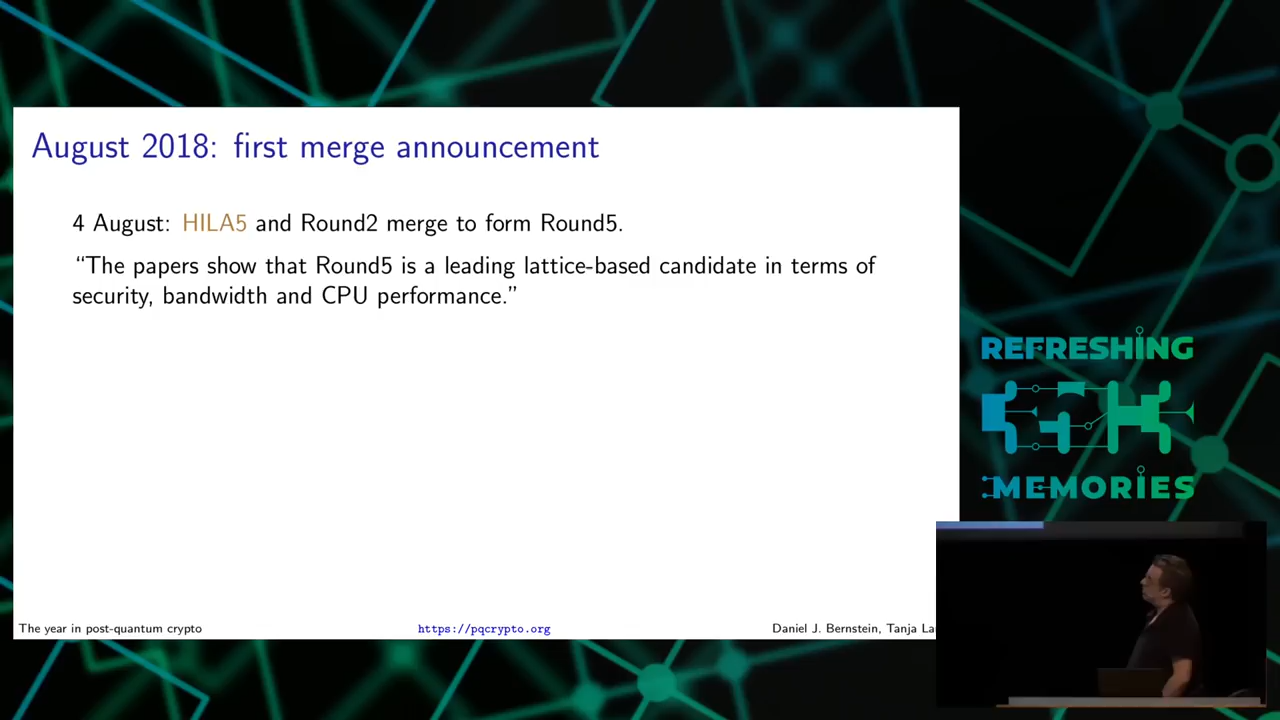 August 2018: first merge announcement
4 August: HILA5 and Round2 merge to form Round5.
“The papers show that Round5 is a leading lattice-based candidate in terms of
security, bandwidth and CPU performance.”
REFRESHING
MEMORIES
The year in post-quantum crypto
https://pqcrypto.org
Daniel J. Bernstein, Tanja